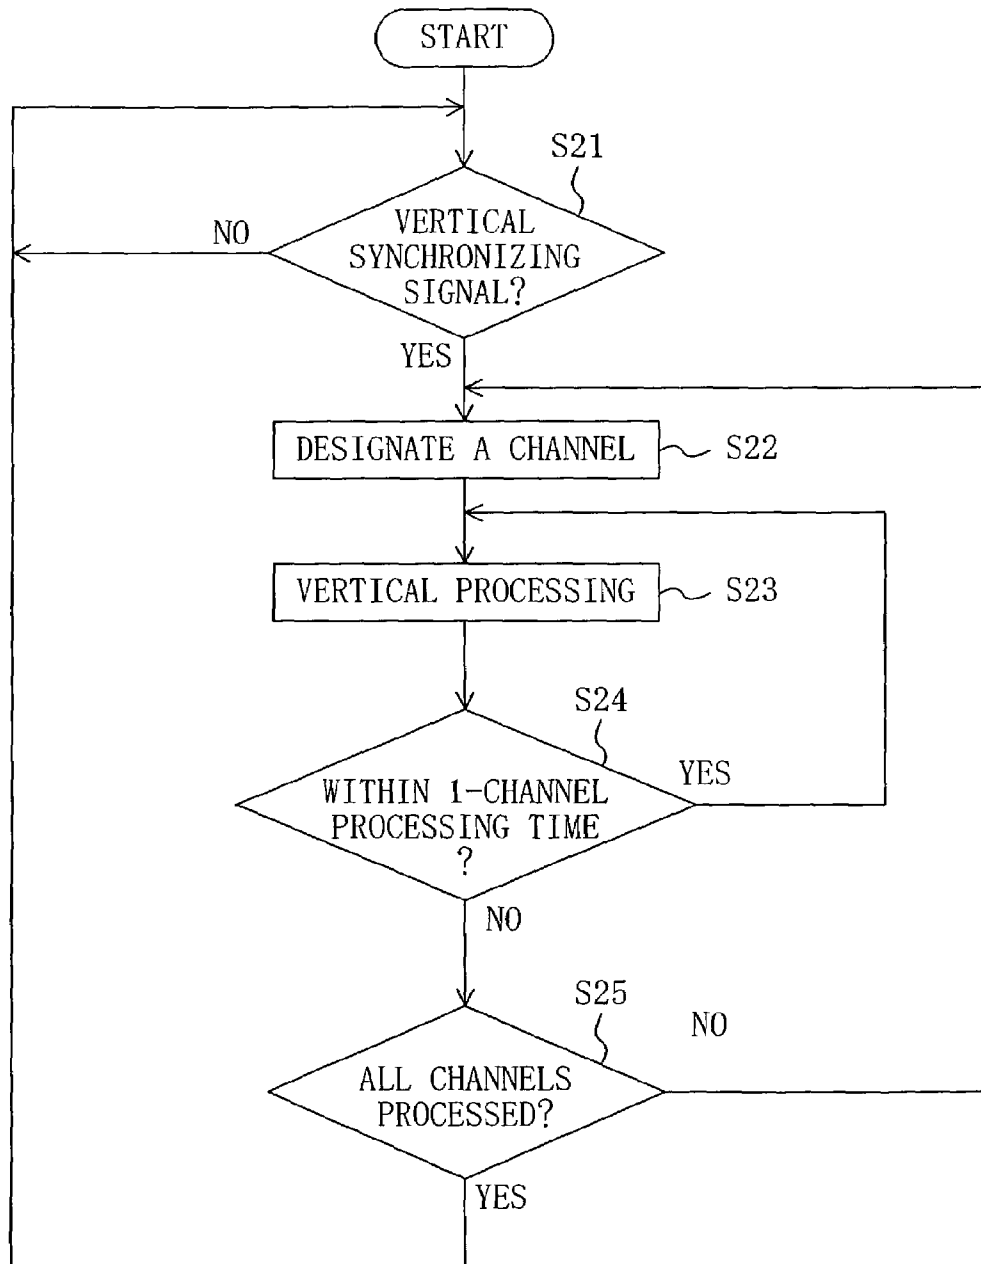 START
S21
VERTICAL
SYNCHRONIZING
SIGNAL?
NO
YES
DESIGNATE A CHANNEL
S22
VERTICAL PROCESSING
S23
S24
WITHIN 1-CHANNEL
PROCESSING TIME
?
YES
NO
S25
ALL CHANNELS
PROCESSED?
NO
YES